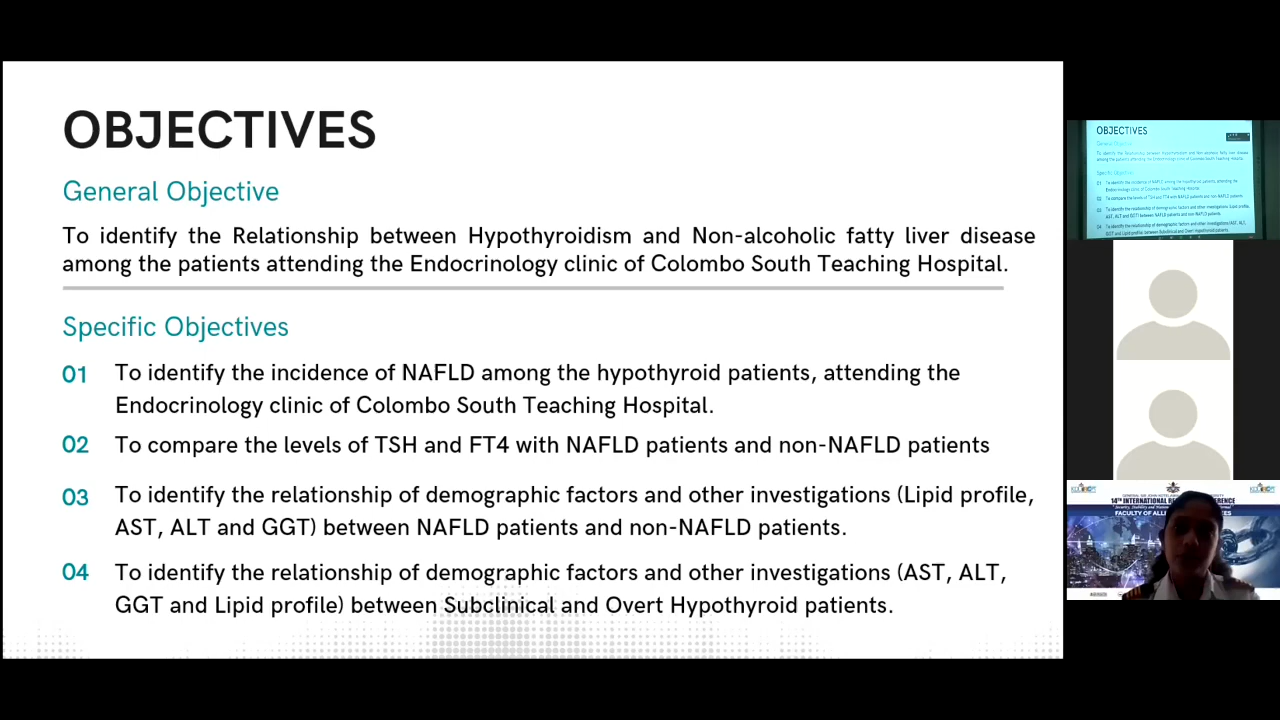 OBJECTIVES
General Objective
To identify the Relationship between Hypothyroidism and Non-alcoholic fatty liver disease
among the patients attending the Endocrinology clinic of Colombo South Teaching Hospital.
Specific Objectives
01 To identify the incidence of NAFLD among the hypothyroid patients, attending the
Endocrinology clinic of Colombo South Teaching Hospital.
02 To compare the levels of TSH and FT4 with NAFLD patients and non-NAFLD patients
03 To identify the relationship of demographic factors and other investigations (Lipid profile,
AST, ALT and GGT) between NAFLD patients and non-NAFLD patients.
04 To identify the relationship of demographic factors and other investigations (AST, ALT,
GGT and Lipid profile) between Subclinical and Overt Hypothyroid patients.
OBJECTIVES
14TH INTERNATIONAL